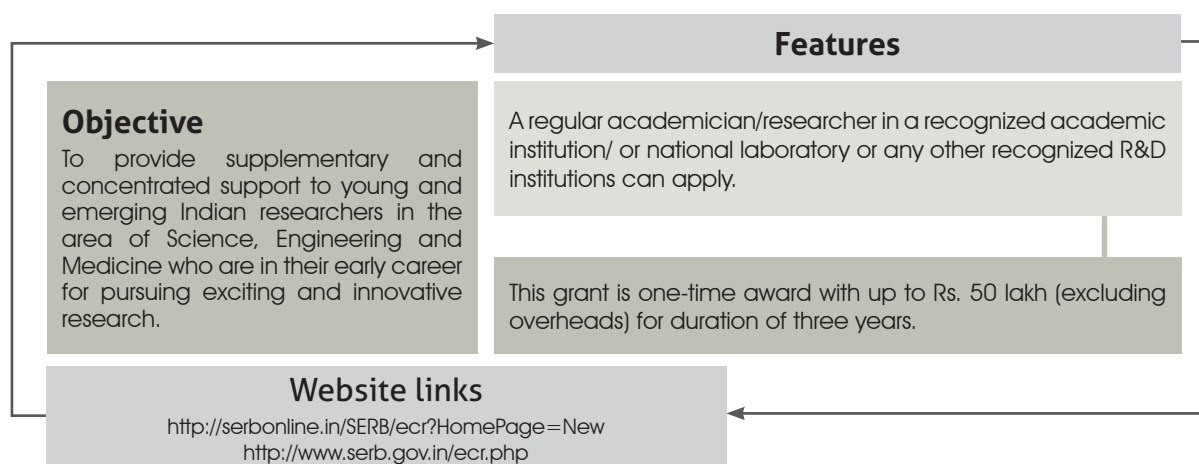 Features
Objective
To provide supplementary and
concentrated support to young and
emerging Indian researchers in the
area of Science, Engineering and
Medicine who are in their early career
for pursuing exciting and innovative
research.
A regular academician/researcher in a recognized academic
institution/ or national laboratory or any other recognized R&D
institutions can apply.
This grant is one-time award with up to Rs. 50 lakh (excluding
overheads) for duration of three years.
Website links
http://serbonline.in/SERB/ecr?HomePage=New
http://www.serb.gov.in/ecr.php